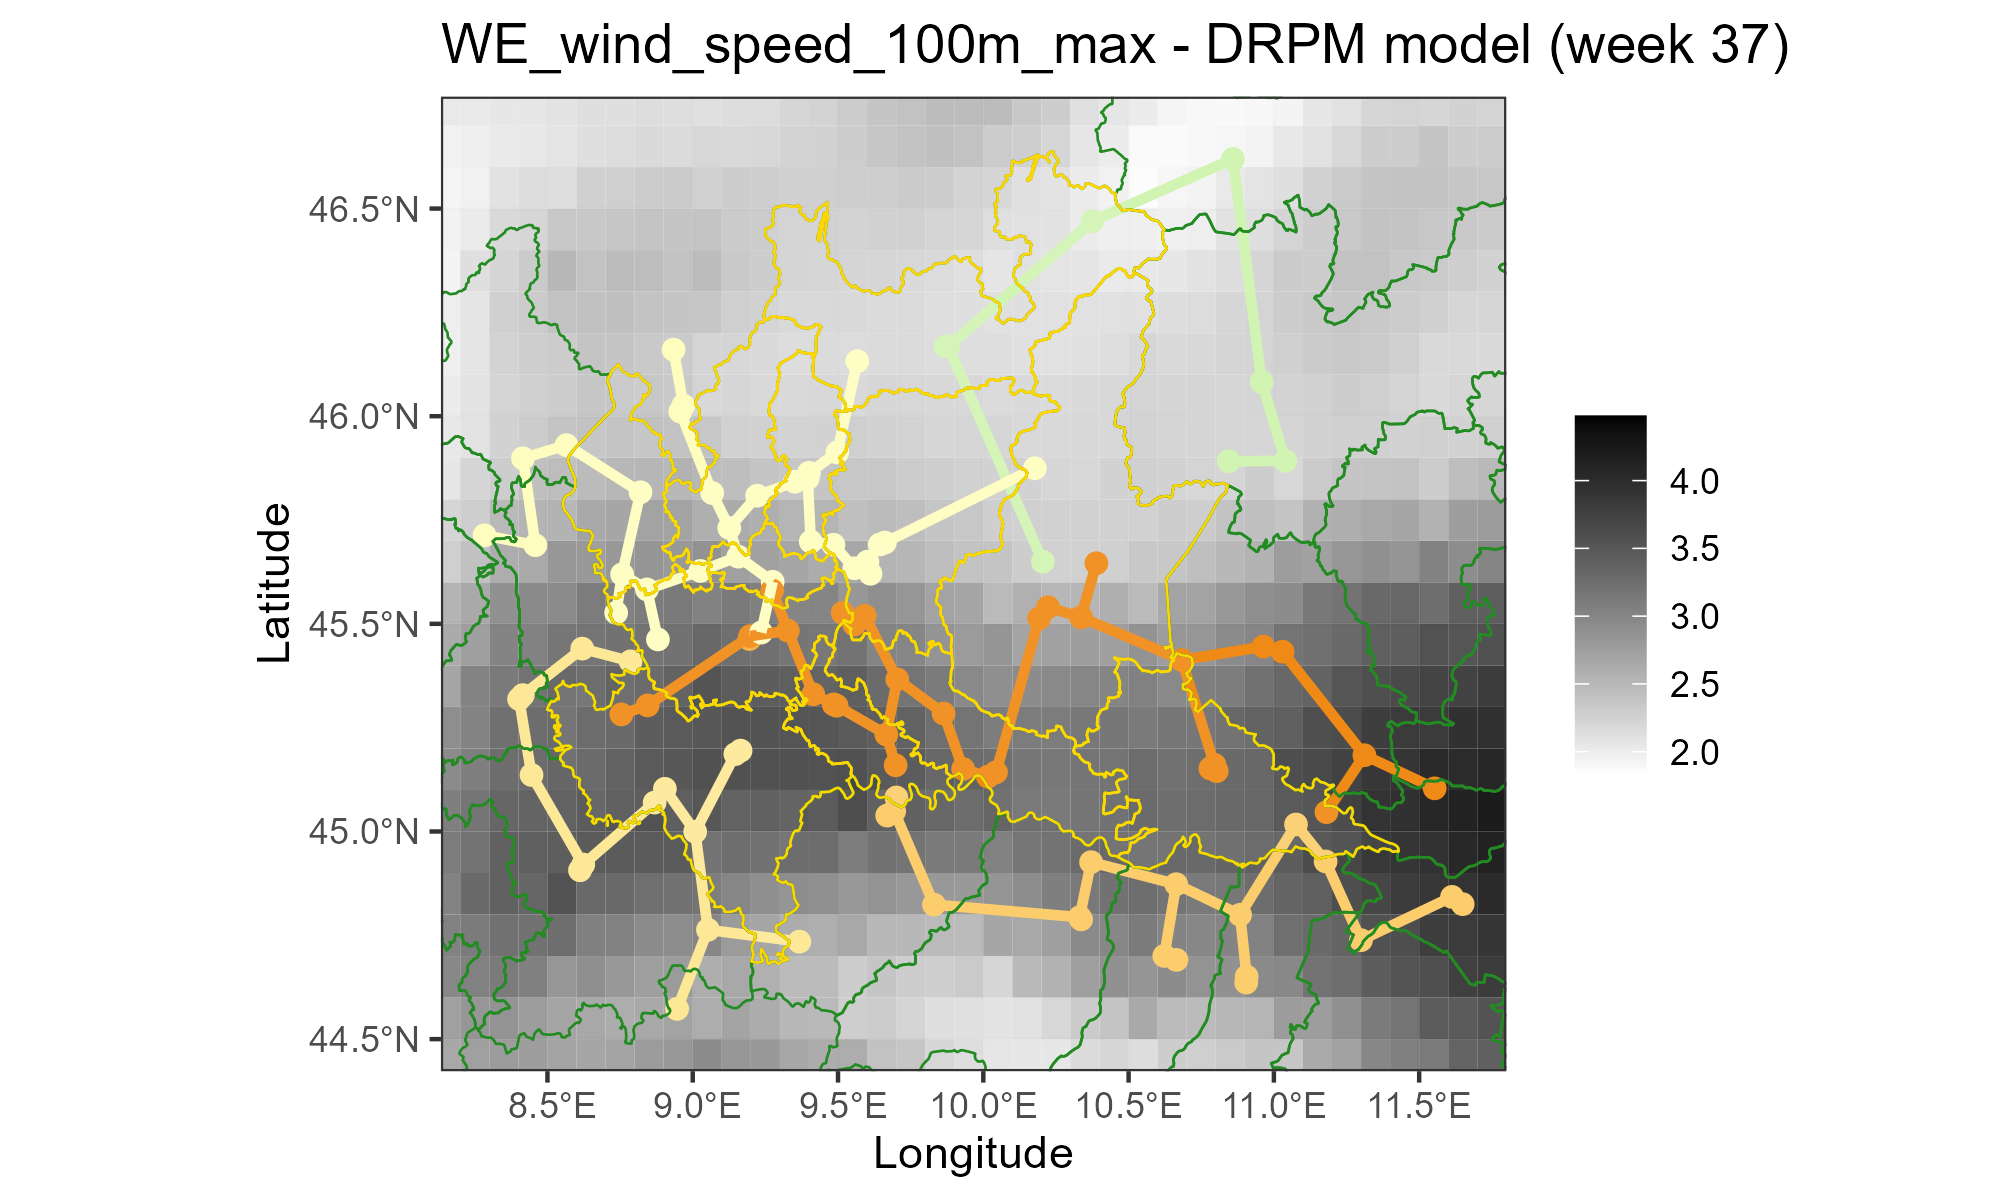 WE_wind_speed_100m_max - DRPM model (week 37)
46.5°N
46.0°N
45.5°N
45.0°N
44.5°N
Latitude
8.5°E 9.0°E 9.5°E 10.0°E 10.5°E 11.0°E 11.5°E
Longitude
4.0
3.5
3.0
2.5
2.0